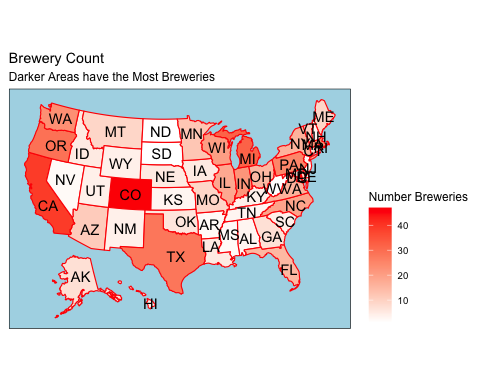 Brewery Count
Darker Areas have the Most Breweries
ME
WA
VT
MT
ND
MN
NH
OR
WI
ID
SD
MI
WY
IA
PA
NE
OH
NV
UT
CO
IL
IN
WV
VA
KS
MO
KY
CA
NC
TN
OK
AR
SC
AZ
NM
MS
AL
GA
TX
LA
FL
AK
HI
Number Breweries
40
30
20
10